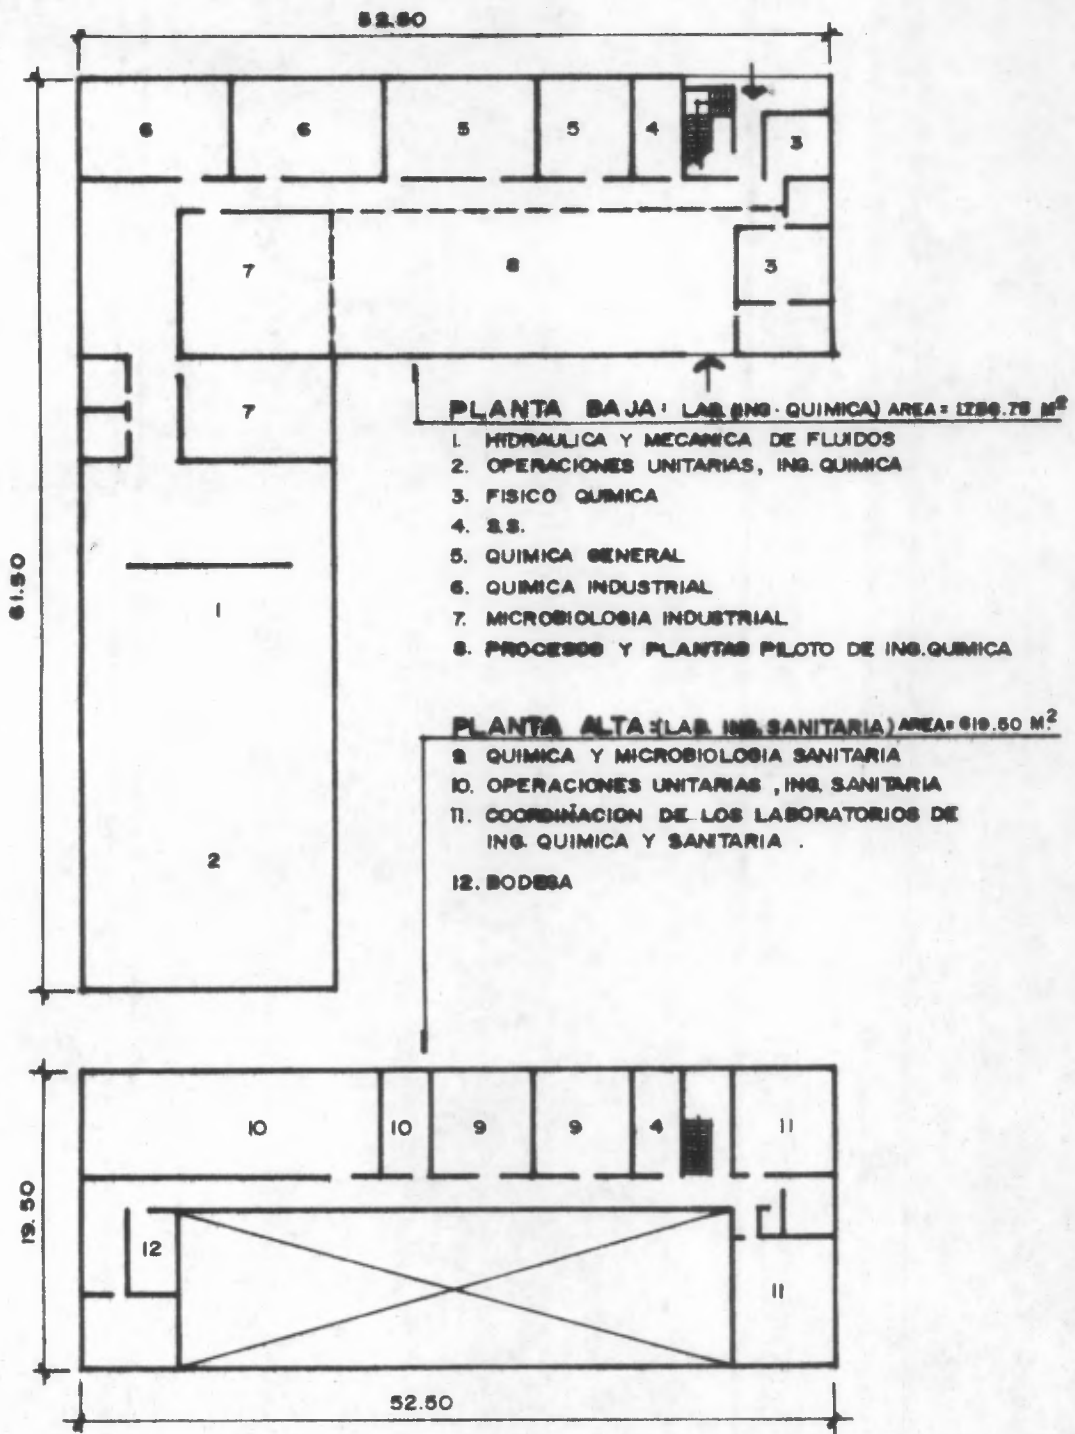 52.50
6 6 5 5 4 3
7 8 3
7
61.50
1
2
PLANTA BAJA: LAB. (ING. QUIMICA) AREA= M²
1. HIDRAULICA Y MECANICA DE FLUIDOS
2. OPERACIONES UNITARIAS, ING. QUIMICA
3. FISICO QUIMICA
4. S.S.
5. QUIMICA GENERAL
6. QUIMICA INDUSTRIAL
7. MICROBIOLOGIA INDUSTRIAL
8. PROCESOS Y PLANTAS PILOTO DE ING. QUIMICA
PLANTA ALTA:(LAB. ING. SANITARIA) AREA= 619.50 M²
9 QUIMICA Y MICROBIOLOGIA SANITARIA
10. OPERACIONES UNITARIAS , ING. SANITARIA
11. COORDINACION DE LOS LABORATORIOS DE
ING. QUIMICA Y SANITARIA .
12. BODEGA
10 10 9 9 4 11
19.50
12
11
52.50